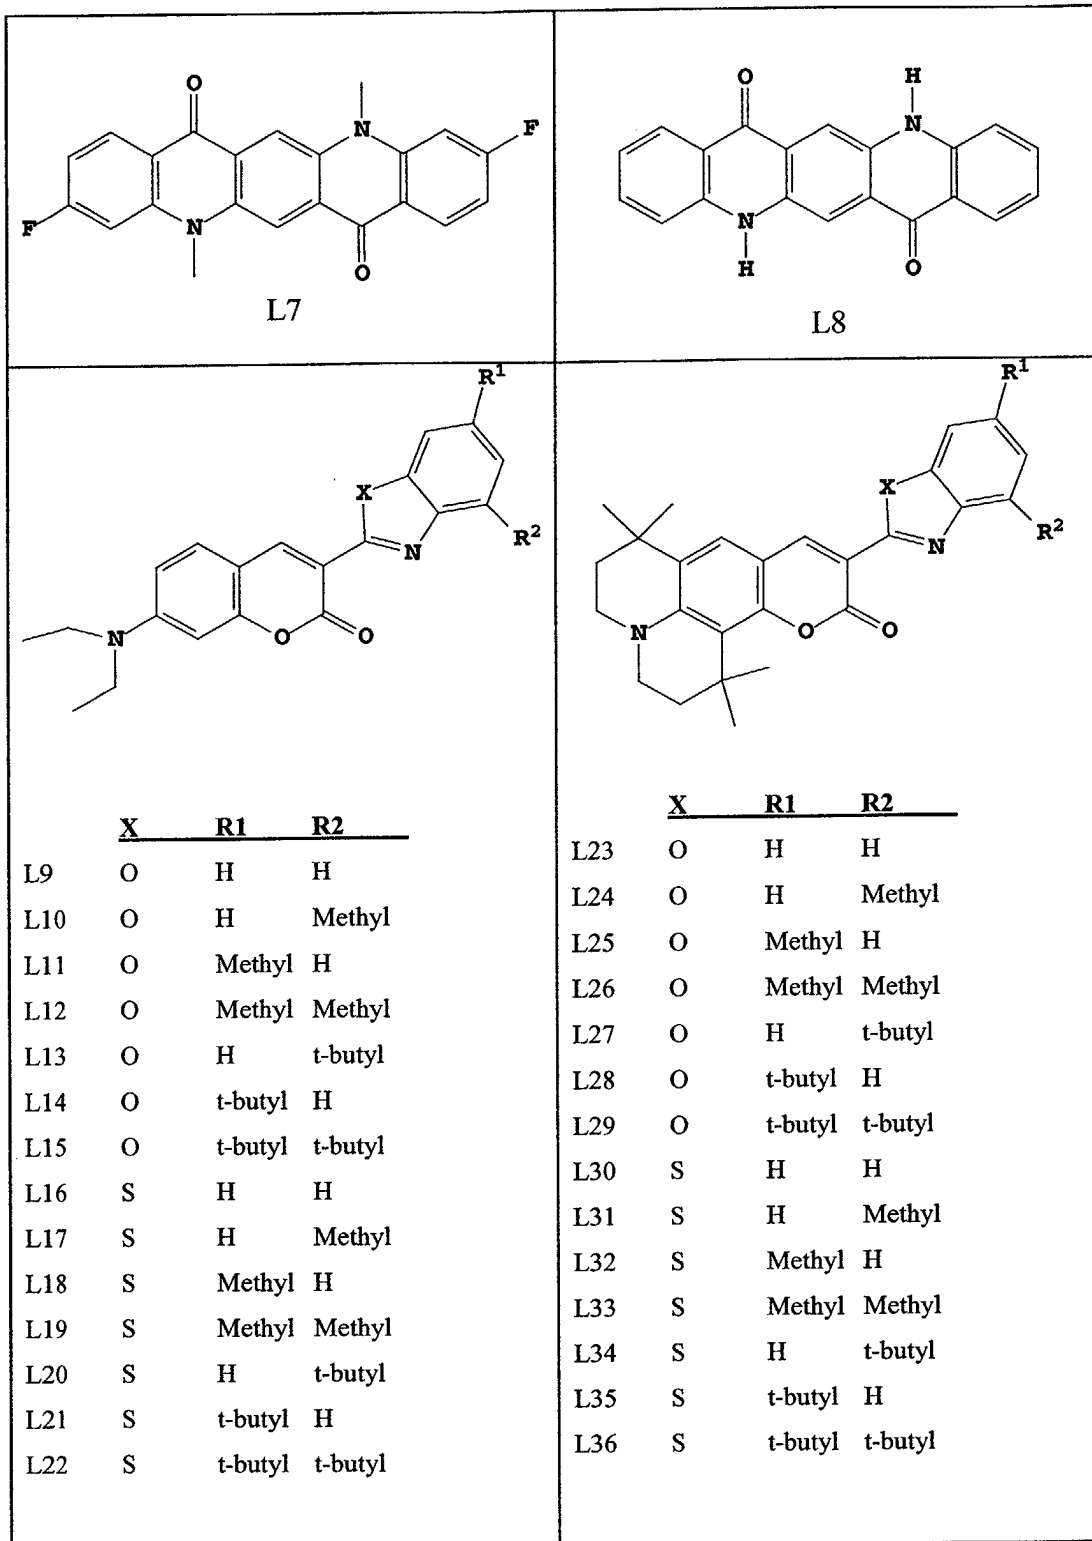 O
N
F
F
N
O
L7
O
H
N
N
H
O
L8
R¹
X
R²
N
N
O
O
X R1 R2
L9 O H H
L10 O H Methyl
L11 O Methyl H
L12 O Methyl Methyl
L13 O H t-butyl
L14 O t-butyl H
L15 O t-butyl t-butyl
L16 S H H
L17 S H Methyl
L18 S Methyl H
L19 S Methyl Methyl
L20 S H t-butyl
L21 S t-butyl H
L22 S t-butyl t-butyl
R¹
X
R²
N
N
O
O
X R1 R2
L23 O H H
L24 O H Methyl
L25 O Methyl H
L26 O Methyl Methyl
L27 O H t-butyl
L28 O t-butyl H
L29 O t-butyl t-butyl
L30 S H H
L31 S H Methyl
L32 S Methyl H
L33 S Methyl Methyl
L34 S H t-butyl
L35 S t-butyl H
L36 S t-butyl t-butyl